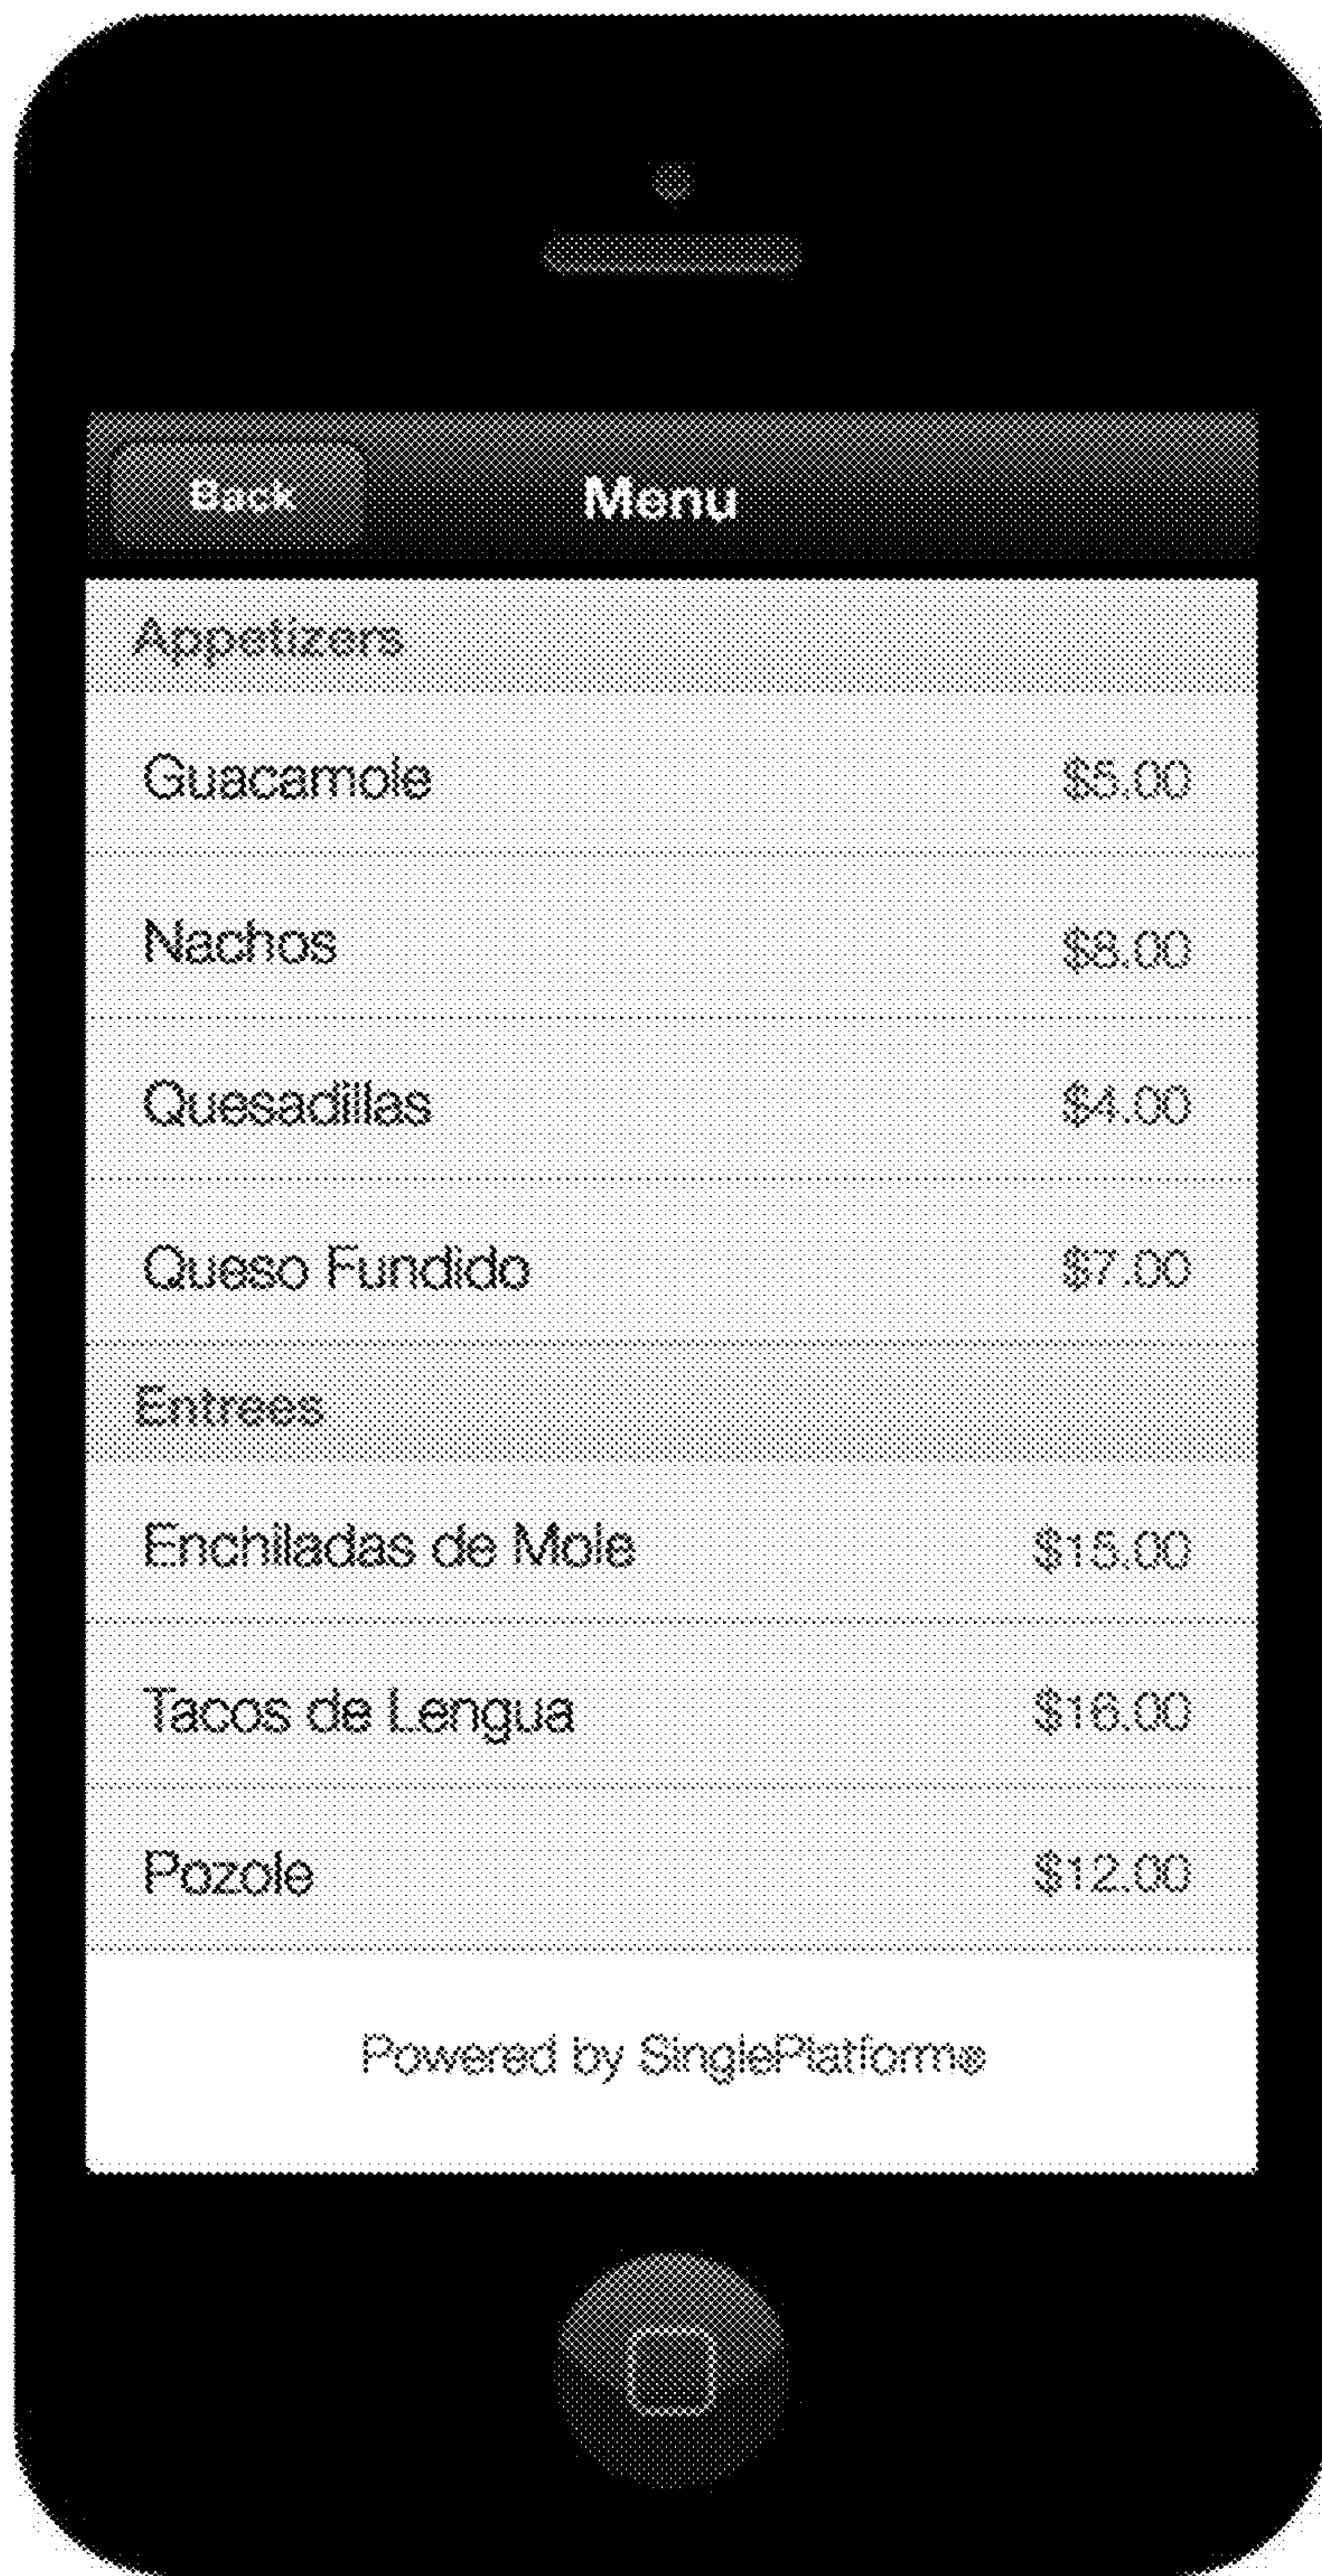 Back Menu
Appetizers
Guacamole $5.00
Nachos $8.00
Quesadillas $4.00
Queso Fundido $7.00
Entrees
Enchiladas de Mole $15.00
Tacos de Lengua $16.00
Pozole $12.00
Powered by SinglePlatform®